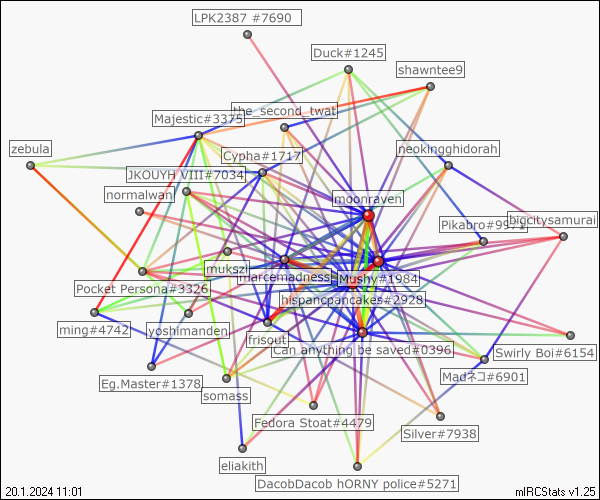 LPK2387 #7690
Duck#1245
shawntee9
the_second_twat
Majestic#3375
zebula
Cypha#1717
neokingghidorah
JKOUYH VIII#7034
normalwan
moonraven
bigcitysamurai
Pikabro#9971
mukszil
marcemadness
Mushy#1984
Pocket Persona#3326
hispancpancakes#2928
ming#4742
yoshimanden
frisout
Can anything be saved#0396
Swirly Boi#6154
Eg.Master#1378
Madネコ#6901
somass
Fedora Stoat#4479
Silver#7938
eliakith
DacobDacob hORNY police#5271
20.1.2024 11:01
mIRCStats v1.25